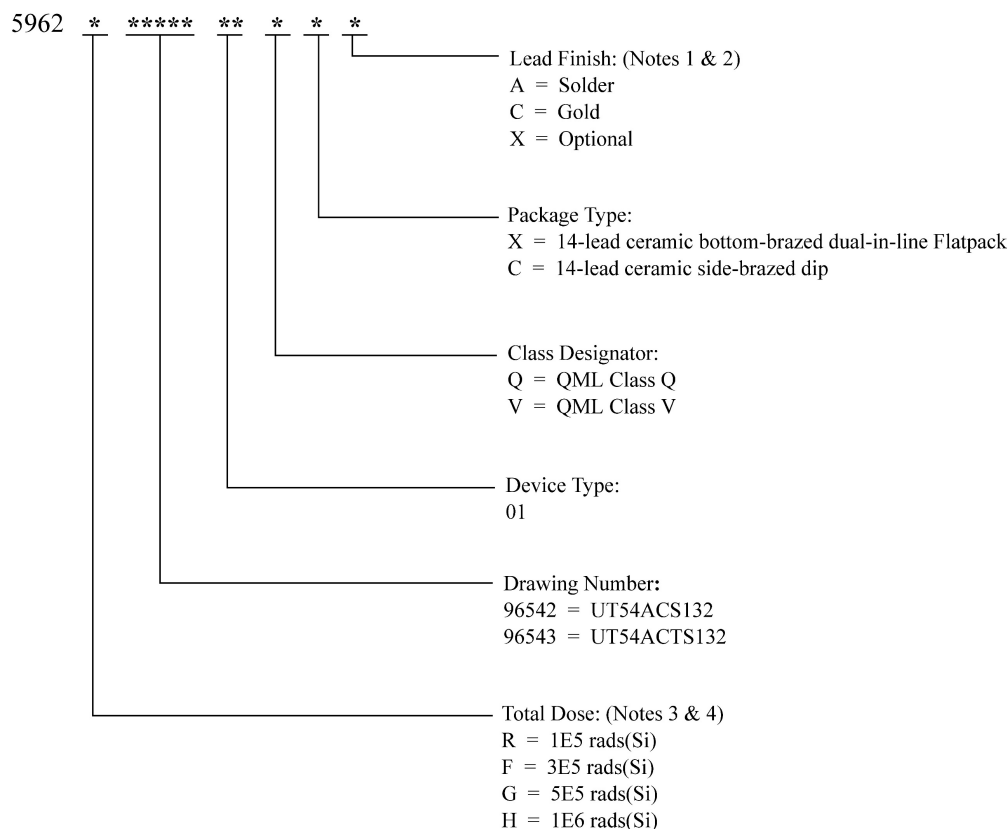 5962 * ***** ** * * *
Lead Finish: (Notes 1 & 2)
A = Solder
C = Gold
X = Optional
Package Type:
X = 14-lead ceramic bottom-brazed dual-in-line Flatpack
C = 14-lead ceramic side-brazed dip
Class Designator:
Q = QML Class Q
V = QML Class V
Device Type:
01
Drawing Number:
96542 = UT54ACS132
96543 = UT54ACTS132
Total Dose: (Notes 3 & 4)
R = 1E5 rads(Si)
F = 3E5 rads(Si)
G = 5E5 rads(Si)
H = 1E6 rads(Si)